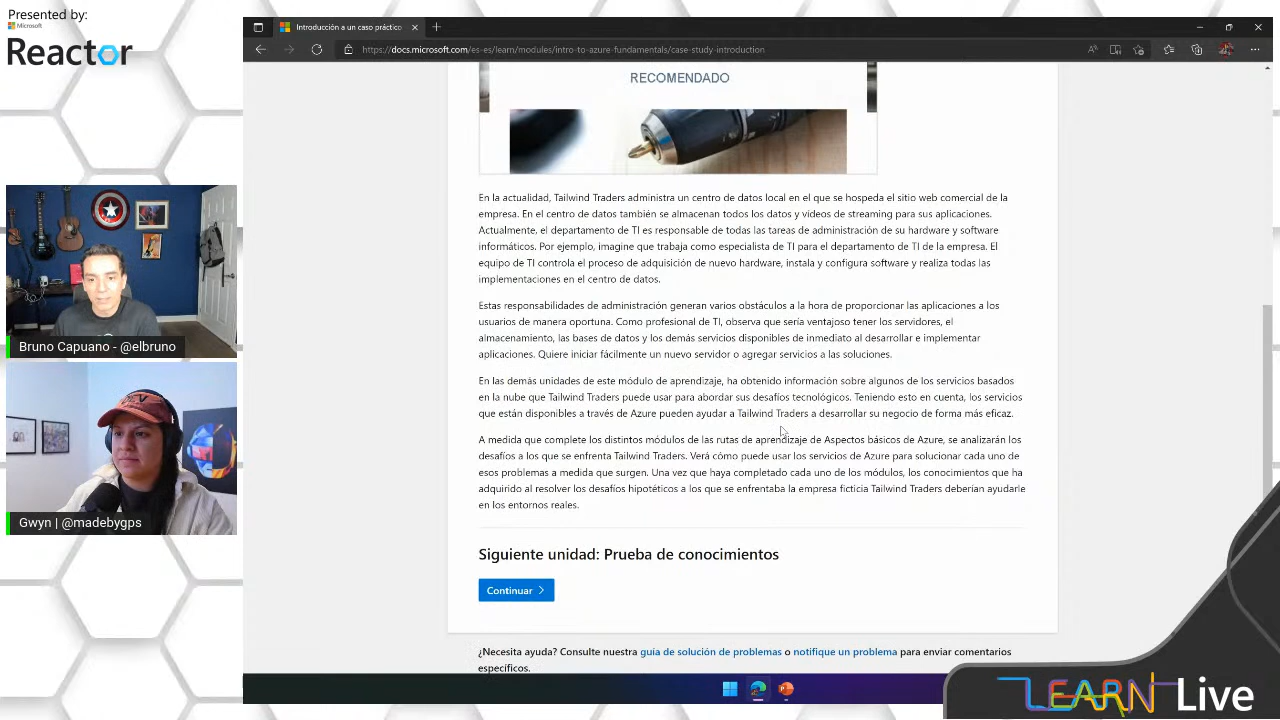 Presented by:
Microsoft
Reactor
Introducción a un caso práctico
https://docs.microsoft.com/es-es/learn/modules/intro-to-azure-fundamentals/case-study-introduction
RECOMENDADO
En la actualidad, Tailwind Traders administra un centro de datos local en el que se hospeda el sitio web comercial de la
empresa. En el centro de datos también se almacenan todos los datos y vídeos de streaming para sus aplicaciones.
Actualmente, el departamento de TI es responsable de todas las tareas de administración de su hardware y software
informáticos. Por ejemplo, imagine que trabaja como especialista de TI para el departamento de TI de la empresa. El
equipo de TI controla el proceso de adquisición de nuevo hardware, instala y configura software y realiza todas las
implementaciones en el centro de datos.
Estas responsabilidades de administración generan varios obstáculos a la hora de proporcionar las aplicaciones a los
usuarios de manera oportuna. Como profesional de TI, observa que sería ventajoso tener los servidores, el
almacenamiento, las bases de datos y los demás servicios disponibles de inmediato al desarrollar e implementar
aplicaciones. Quiere iniciar fácilmente un nuevo servidor o agregar servicios a las soluciones.
En las demás unidades de este módulo de aprendizaje, ha obtenido información sobre algunos de los servicios basados
en la nube que Tailwind Traders puede usar para abordar sus desafíos tecnológicos. Teniendo esto en cuenta, los servicios
que están disponibles a través de Azure pueden ayudar a Tailwind Traders a desarrollar su negocio de forma más eficaz.
A medida que complete los distintos módulos de las rutas de aprendizaje de Aspectos básicos de Azure, se analizarán los
desafíos a los que se enfrenta Tailwind Traders. Verá cómo puede usar los servicios de Azure para solucionar cada uno de
esos problemas a medida que surgen. Una vez que haya completado cada uno de los módulos, los conocimientos que ha
adquirido al resolver los desafíos hipotéticos a los que se enfrentaba la empresa ficticia Tailwind Traders deberían ayudarle
en los entornos reales.
Siguiente unidad: Prueba de conocimientos
Continuar
¿Necesita ayuda? Consulte nuestra guía de solución de problemas o notifique un problema para enviar comentarios
específicos.
Bruno Capuano - @elbruno
Gwyn | @madebygps
LEARN Live